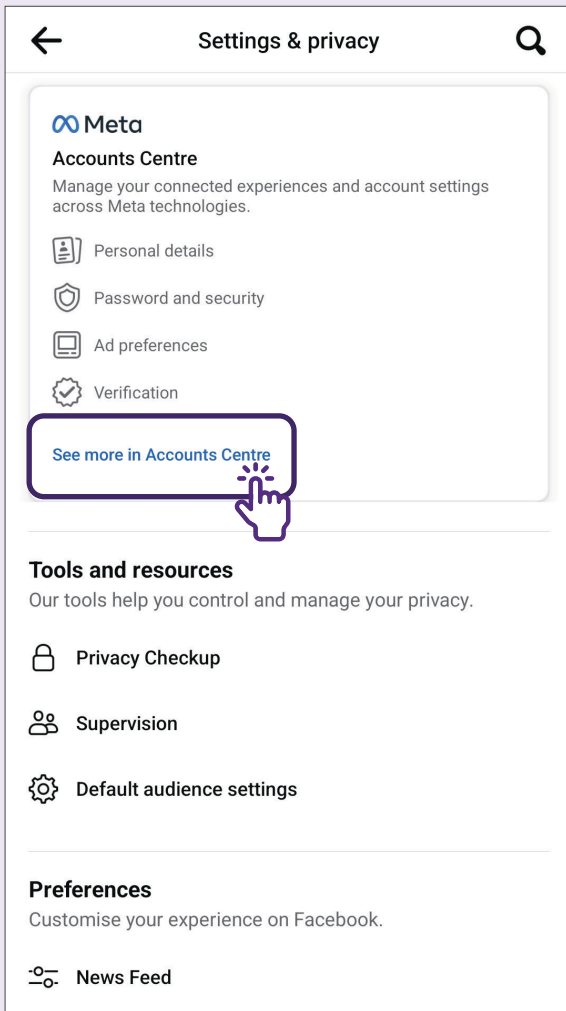 Settings & privacy
Meta
Accounts Centre
Manage your connected experiences and account settings
across Meta technologies.
Personal details
Password and security
Ad preferences
Verification
See more in Accounts Centre
Tools and resources
Our tools help you control and manage your privacy.
Privacy Checkup
Supervision
Default audience settings
Preferences
Customise your experience on Facebook.
News Feed